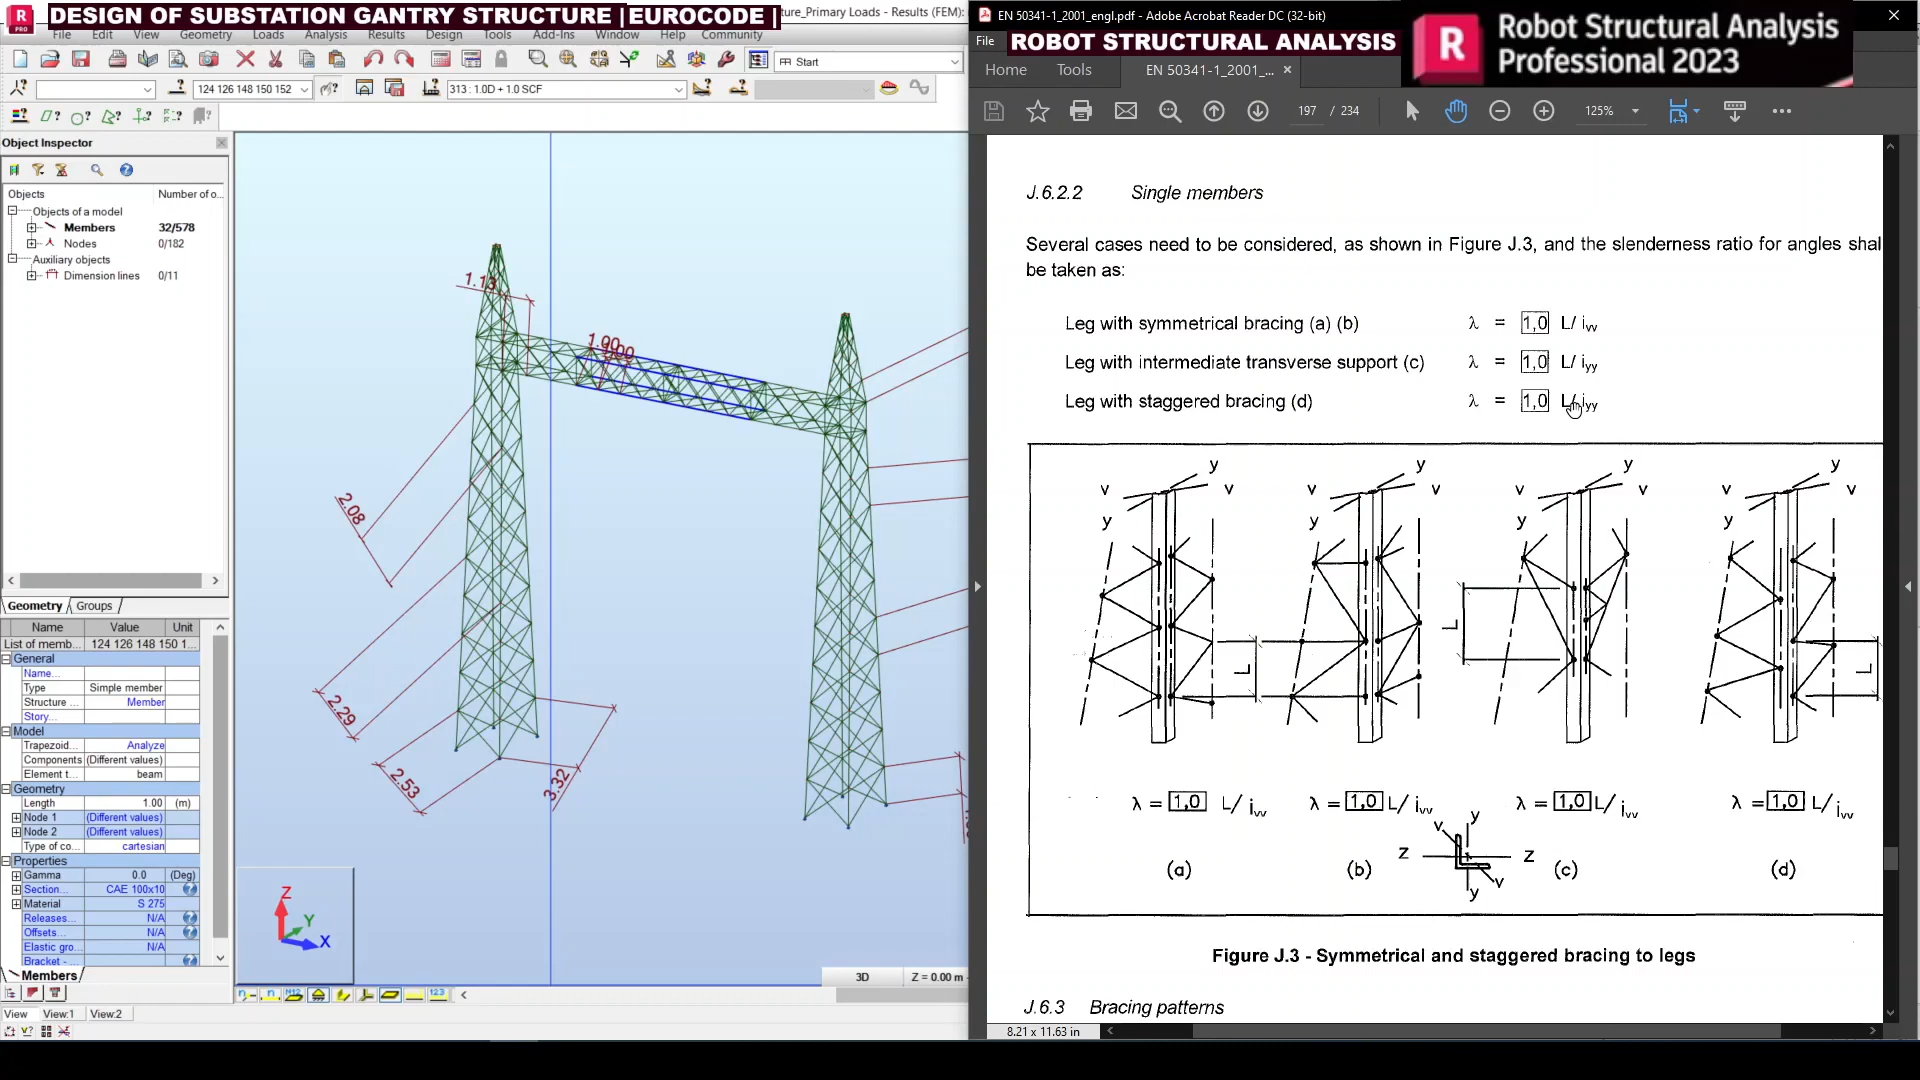 DESIGN OF SUBSTATION GANTRY STRUCTURE |EUROCODE |
ture_Primary Loads - Results (FEM):
PRO
File Edit View Geometry Loads Analysis Results Design Tools Add-Ins Window Help Community
Start
124 126 148 150 152
313 : 1.0D + 1.0 SCF
Object Inspector
Objects Number of o...
Objects of a model
Members 32/578
Nodes 0/182
Auxiliary objects
Dimension lines 0/11
Geometry Groups
Name Value Unit
List of memb... 124 126 148 150 1...
General
Name...
Type Simple member
Structure ... Member
Story...
Model
Trapezoid... Analyze
Components (Different values)
Element t... beam
Geometry
Length 1.00 (m)
Node 1 (Different values)
Node 2 (Different values)
Type of co... cartesian
Properties
Gamma 0.0 (Deg)
Section... CAE 100x10
Material S 275
Releases... N/A
Offsets... N/A
Elastic gro... N/A
Bracket - ...
Members
View View:1 View:2
1.13
1.00
2.08
2.29
2.53
3.32
Z
Y
X
3D Z = 0.00 m
EN 50341-1_2001_engl.pdf - Adobe Acrobat Reader DC (32-bit)
File
ROBOT STRUCTURAL ANALYSIS
R Robot Structural Analysis
Professional 2023
Home Tools EN 50341-1_2001_... ×
197 / 234 125%
J.6.2.2 Single members
Several cases need to be considered, as shown in Figure J.3, and the slenderness ratio for angles shal
be taken as:
Leg with symmetrical bracing (a) (b) λ = 1,0 L/ ivv
Leg with intermediate transverse support (c) λ = 1,0 L/ iyy
Leg with staggered bracing (d) λ = 1,0 L/ iyy
y y y y
v v v v v v v v
y y y y
L L L
λ = 1,0 L/ ivv λ = 1,0 L/ ivv λ = 1,0 L/ ivv λ = 1,0 L/ ivv
v y
z z
v
y
(a) (b) (c) (d)
Figure J.3 - Symmetrical and staggered bracing to legs
J.6.3 Bracing patterns
8.21 x 11.63 in